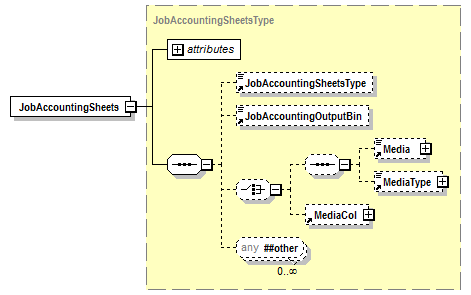 JobAccountingSheetsType
attributes
JobAccountingSheets
JobAccountingSheetsType
JobAccountingOutputBin
Media
MediaType
MediaCol
any ##other
0..∞